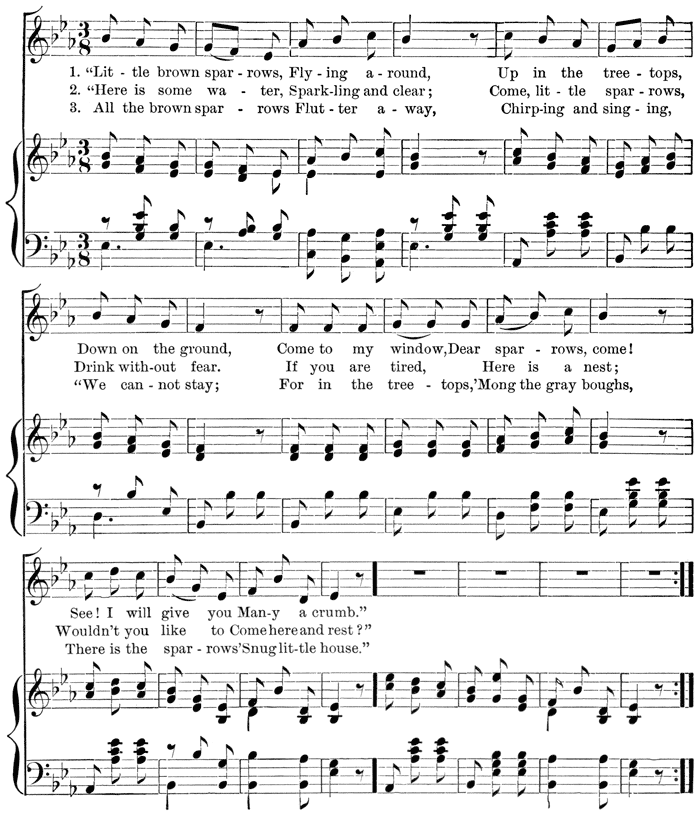 1. “Lit - tle brown spar - rows, Fly - ing a - round, Up in the tree - tops,
2. “Here is some wa - ter, Spark - ling and clear; Come, lit - tle spar - rows,
3. All the brown spar - rows Flut - ter a - way, Chirp - ing and sing - ing,
Down on the ground, Come to my window, Dear spar - rows, come!
Drink with - out fear. If you are tired, Here is a nest;
“We can - not stay; For in the tree - tops, ’Mong the gray boughs,
See! I will give you Man - y a crumb.”
Wouldn’t you like to Come here and rest?”
There is the spar - rows’ Snug lit - tle house.”